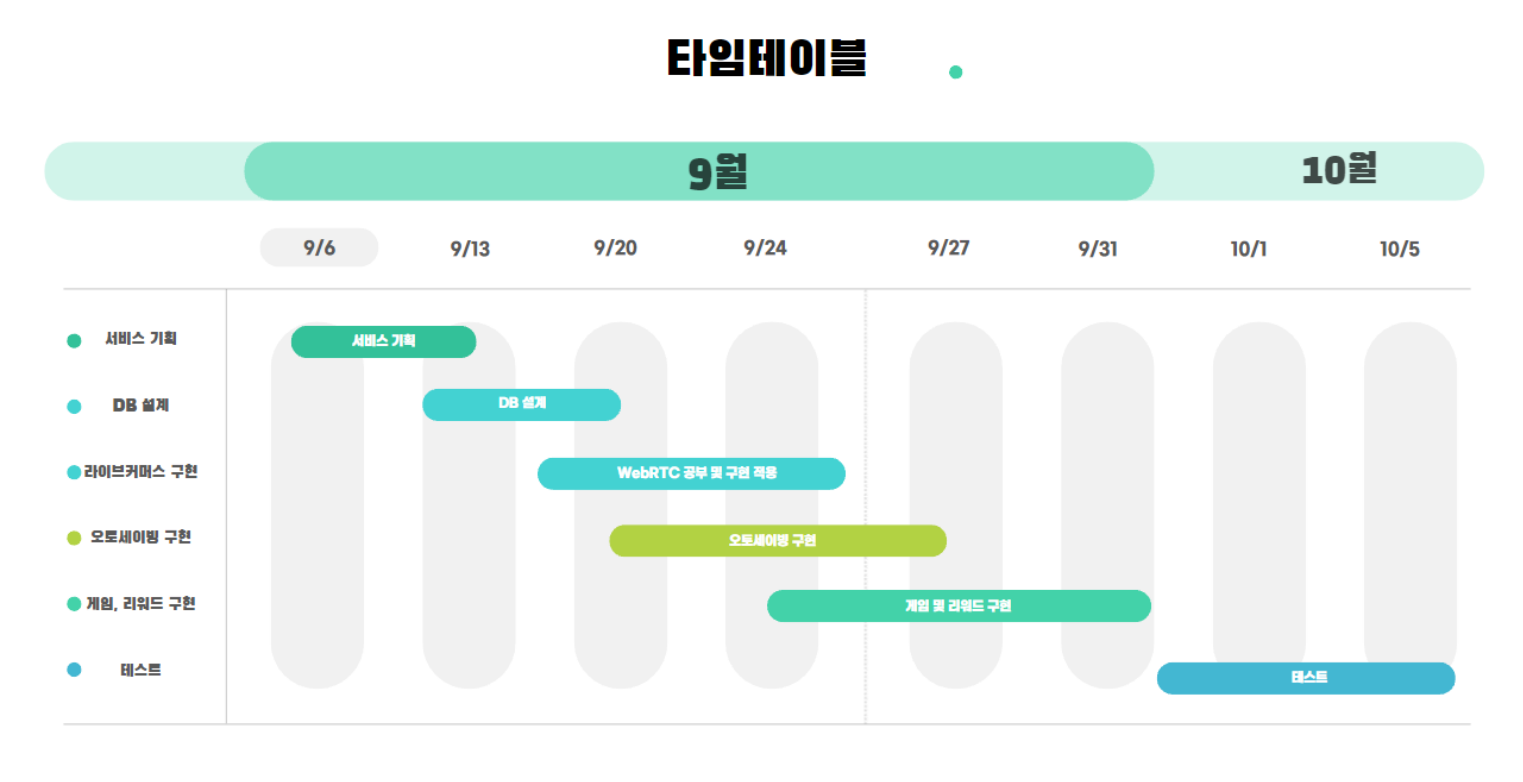 타임테이블
9월 10월
9/6 9/13 9/20 9/24 9/27 9/31 10/1 10/5
서비스 기획 서비스 기획
DB 설계 DB 설계
라이브커머스 구현 WebRTC 공부 및 구현 적용
오토세이빙 구현 오토세이빙 구현
게임, 리워드 구현 게임 및 리워드 구현
테스트 테스트